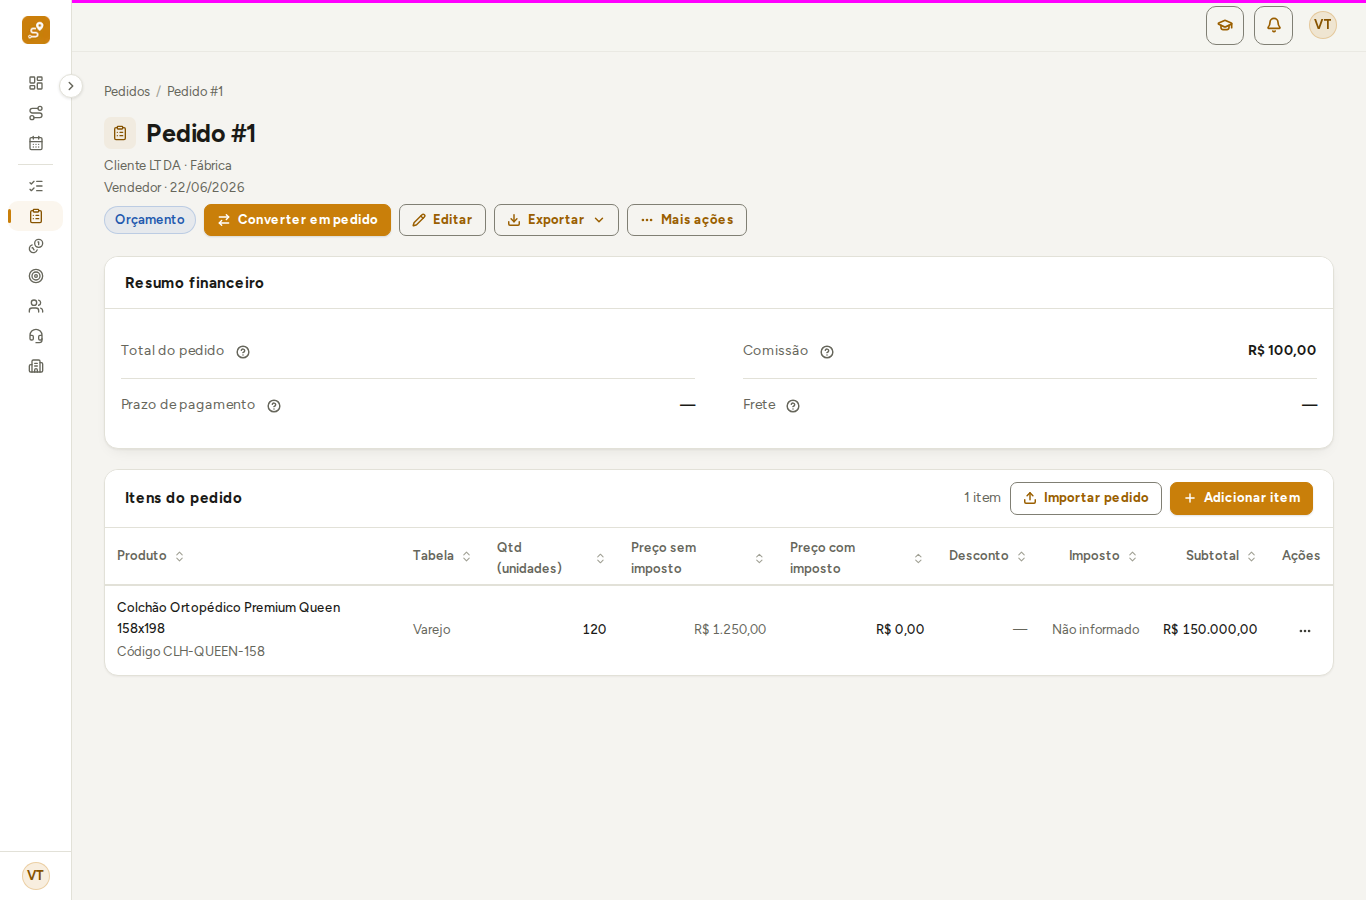 VT
Pedidos / Pedido #1
Pedido #1
Cliente LTDA · Fábrica
Vendedor · 22/06/2026
Orçamento
Converter em pedido
Editar
Exportar
Mais ações
Resumo financeiro
Total do pedido
Comissão
R$ 100,00
Prazo de pagamento
—
Frete
—
Itens do pedido
1 item
Importar pedido
Adicionar item
Produto
Tabela
Qtd
(unidades)
Preço sem
imposto
Preço com
imposto
Desconto
Imposto
Subtotal
Ações
Colchão Ortopédico Premium Queen
158x198
Código CLH-QUEEN-158
Varejo
120
R$ 1.250,00
R$ 0,00
—
Não informado
R$ 150.000,00
VT